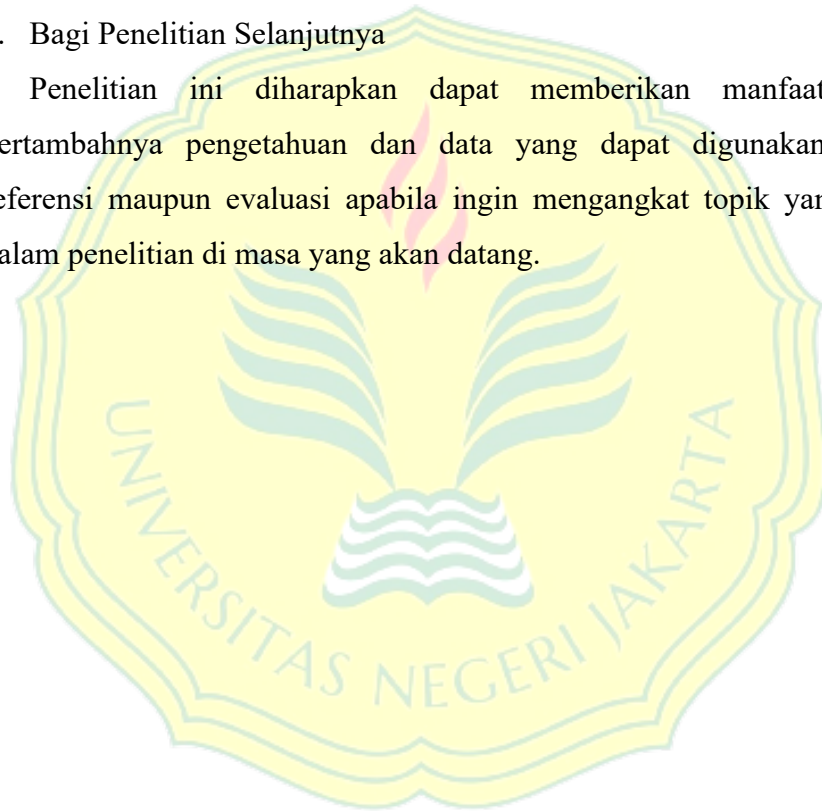 . Bagi Penelitian Selanjutnya
Penelitian ini diharapkan dapat memberikan manfaat
ertambahnya pengetahuan dan data yang dapat digunakan
eferensi maupun evaluasi apabila ingin mengangkat topik yan
alam penelitian di masa yang akan datang.
UNIVERSITAS NEGERI JAKARTA